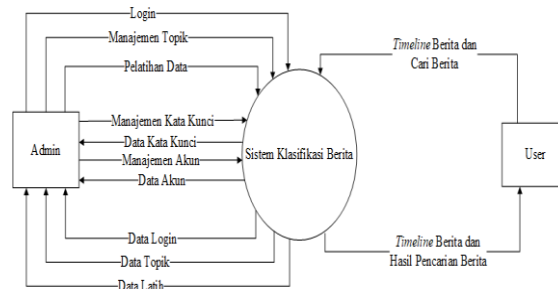 Login
Manajemen Topik
Pelatihan Data
Timeline Berita dan
Cari Berita
Manajemen Kata Kunci
Data Kata Kunci
Manajemen Akun
Data Akun
Admin
Sistem Klasifikasi Berita
User
Data Login
Data Topik
Data Latih
Timeline Berita dan
Hasil Pencarian Berita